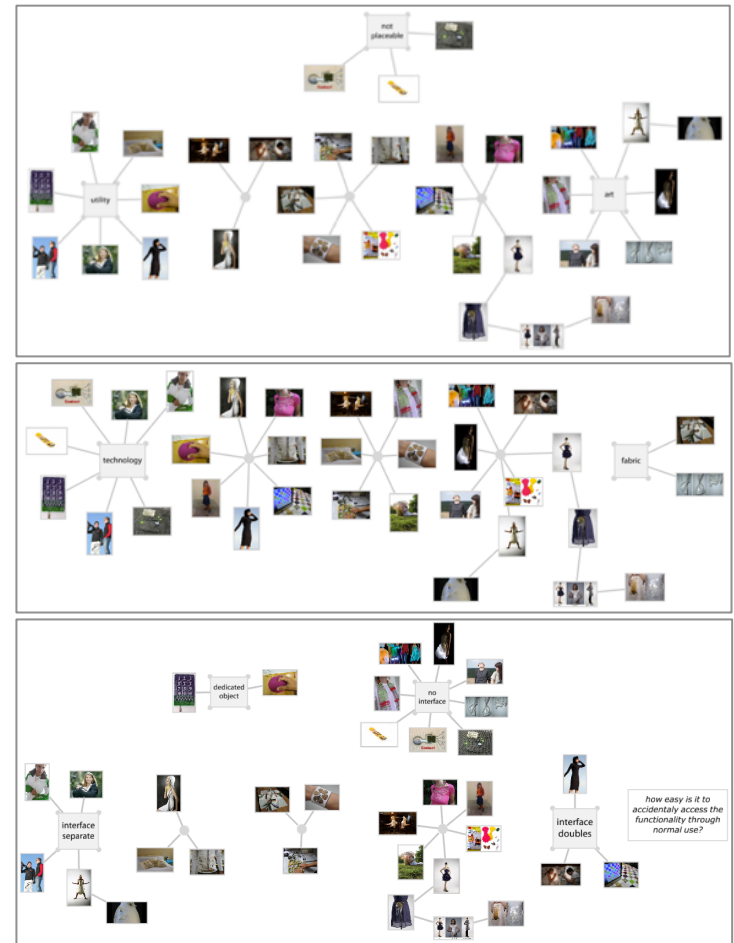 not
placeable
utility
art
technology
fabric
dedicated
object
no
interface
interface
separate
interface
doubles
how easy is it to
accidentaly access the
functionality through
normal use?